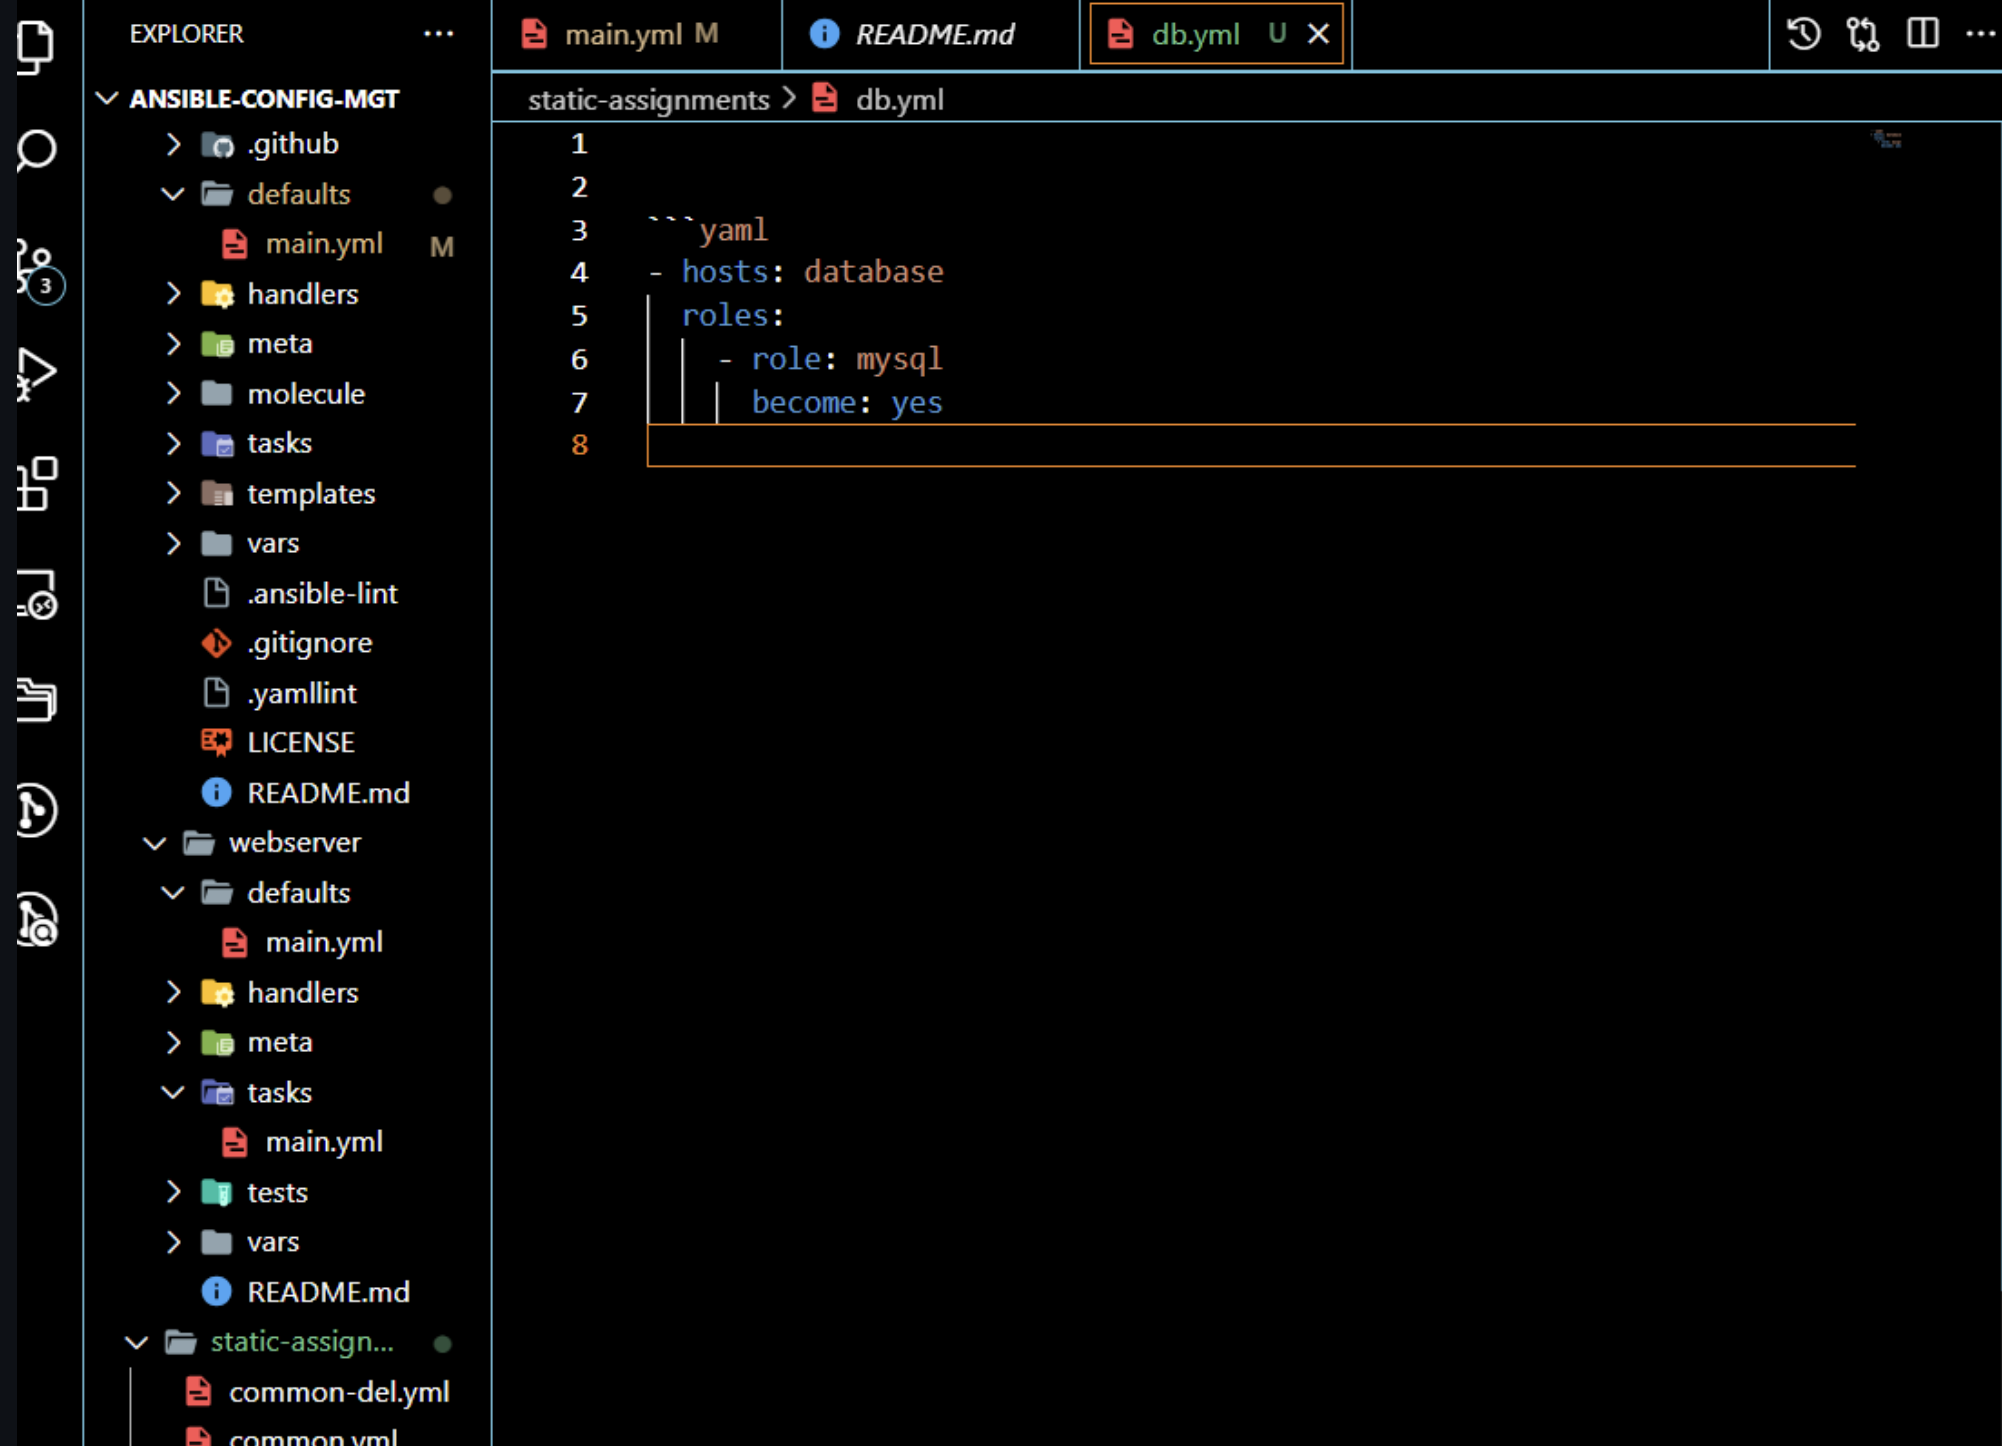 EXPLORER
ANSIBLE-CONFIG-MGT
.github
defaults
main.yml M
handlers
meta
molecule
tasks
templates
vars
.ansible-lint
.gitignore
.yamllint
LICENSE
README.md
webserver
defaults
main.yml
handlers
meta
tasks
main.yml
tests
vars
README.md
static-assign...
common-del.yml
common.yml
3
main.yml M
README.md
db.yml U
static-assignments > db.yml
1
2
3 ```yaml
4 - hosts: database
5 roles:
6 - role: mysql
7 become: yes
8